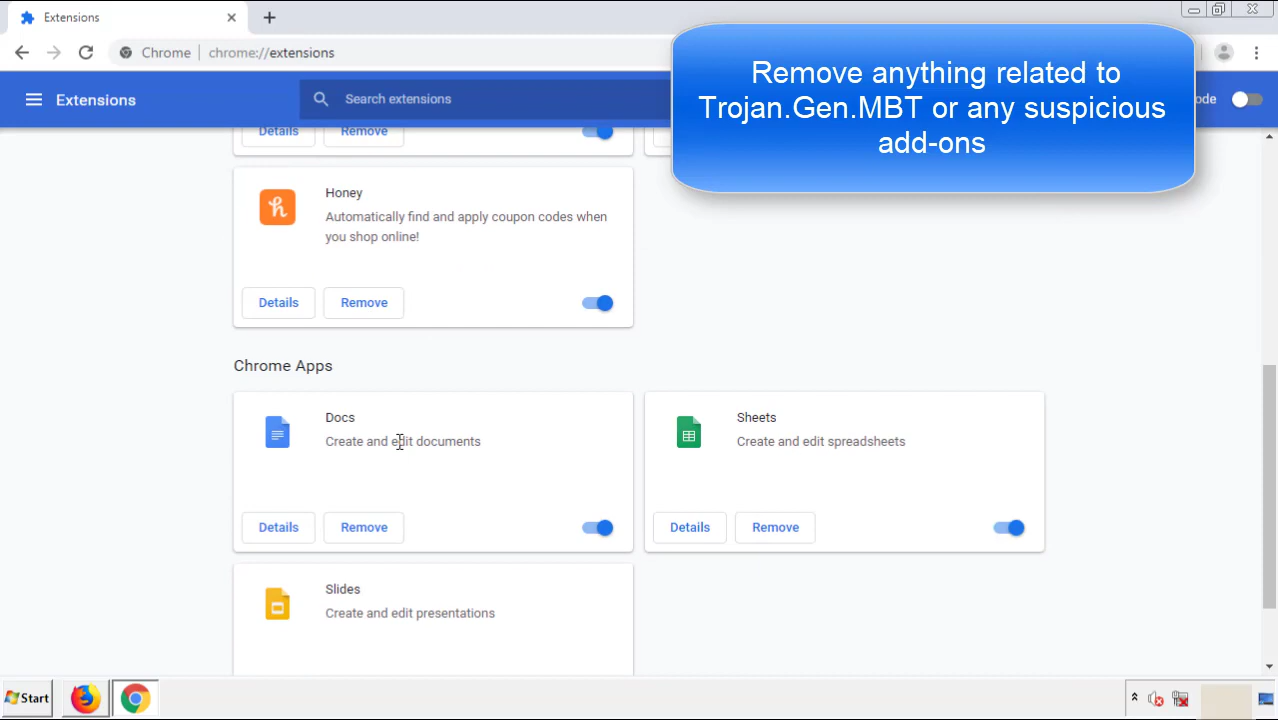 Extensions
Chrome
chrome://extensions
Extensions
Search extensions
ode
Remove anything related to
Trojan.Gen.MBT or any suspicious
add-ons
Details
Remove
Honey
Automatically find and apply coupon codes when
you shop online!
Details
Remove
Chrome Apps
Docs
Create and edit documents
Details
Remove
Sheets
Create and edit spreadsheets
Details
Remove
Slides
Create and edit presentations
Start